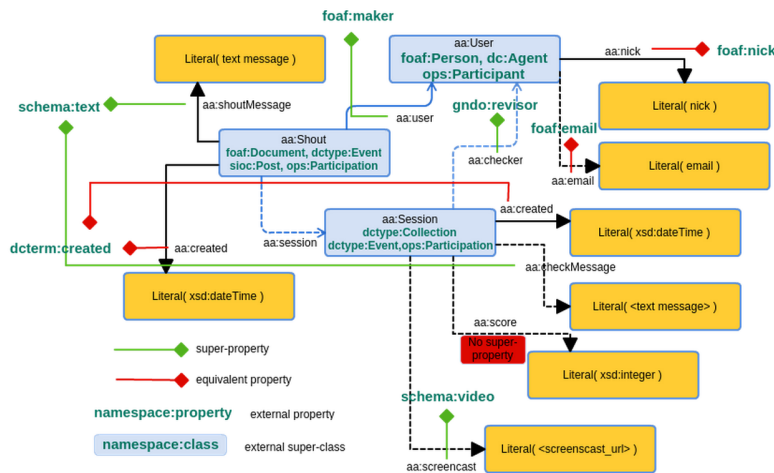 foaf:maker
aa:User
foaf:Person, dc:Agent
ops:Participant
aa:nick
foaf:nick
Literal( text message )
schema:text
aa:shoutMessage
aa:user
gndo:revisor
Literal( nick )
foaf:email
aa:Shout
foaf:Document, dctype:Event
sioc:Post, ops:Participation
aa:checker
Literal( email )
aa:email
aa:created
aa:Session
dctype:Collection
dctype:Event,ops:Participation
Literal( xsd:dateTime )
dcterm:created
aa:created
aa:session
aa:checkMessage
Literal( xsd:dateTime )
Literal( <text message> )
aa:score
No super-
property
super-property
Literal( xsd:integer )
equivalent property
schema:video
namespace:property
external property
namespace:class
external super-class
Literal( <screenscast_url> )
aa:screencast